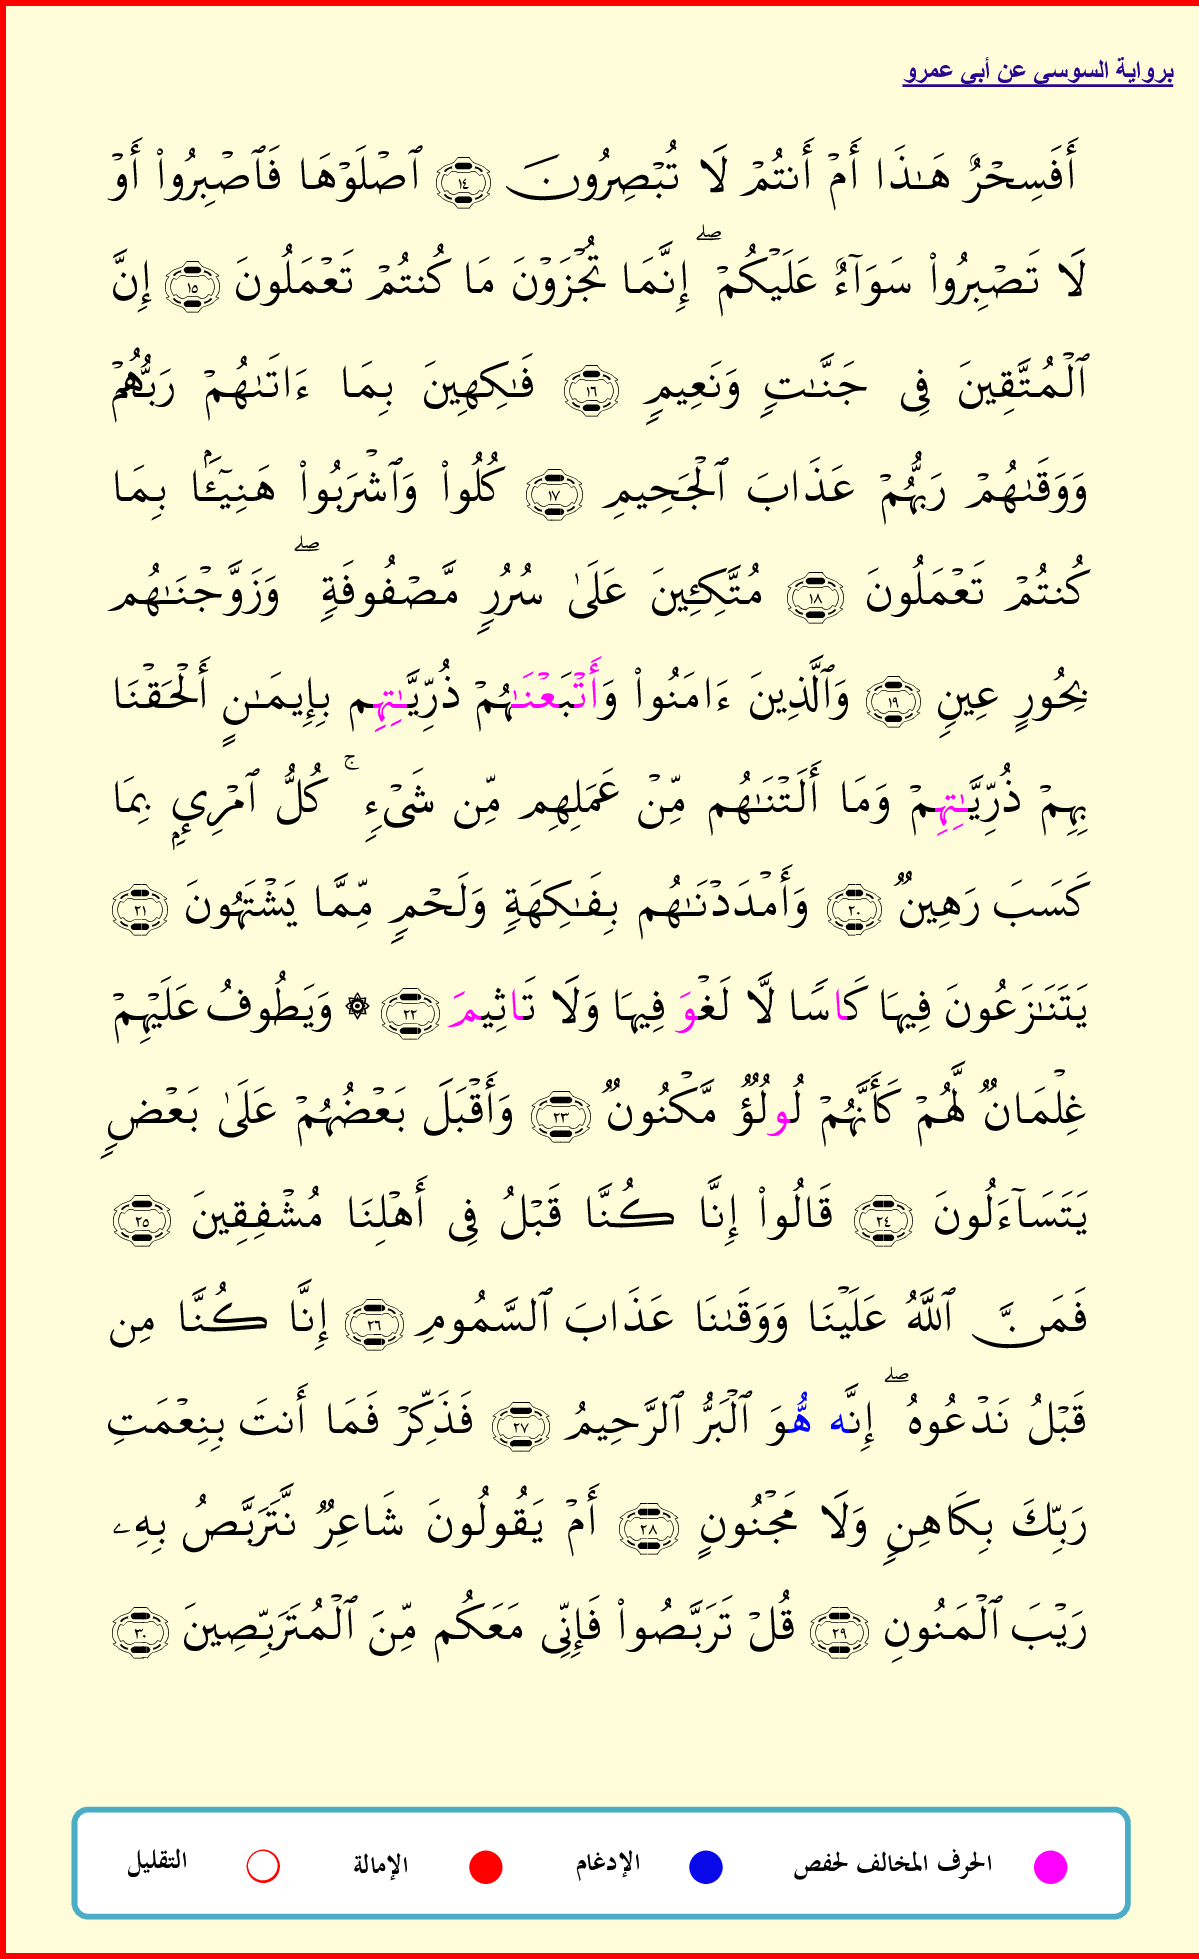 برواية السوسي عن أبي عمرو
أَفَسِحْرٌ هَـٰذَا أَمْ أَنتُمْ لَا تُبْصِرُونَ ١٤ ٱصْلَوْهَا فَٱصْبِرُوا۟ أَوْ
لَا تَصْبِرُوا۟ سَوَآءٌ عَلَيْكُمْ ۖ إِنَّمَا تُجْزَوْنَ مَا كُنتُمْ تَعْمَلُونَ ١٥ إِنَّ
ٱلْمُتَّقِينَ فِى جَنَّـٰتٍ وَنَعِيمٍ ١٦ فَـٰكِهِينَ بِمَا ءَاتَىٰهُمْ رَبُّهُمْ
وَوَقَىٰهُمْ رَبُّهُمْ عَذَابَ ٱلْجَحِيمِ ١٧ كُلُوا۟ وَٱشْرَبُوا۟ هَنِيٓـَٔۢا بِمَا
كُنتُمْ تَعْمَلُونَ ١٨ مُتَّكِـِٔينَ عَلَىٰ سُرُرٍ مَّصْفُوفَةٍ ۖ وَزَوَّجْنَـٰهُم
بِحُورٍ عِينٍ ١٩ وَٱلَّذِينَ ءَامَنُوا۟ وَأَتْبَعْنَـٰهُمْ ذُرِّيَّـٰتِهِم بِإِيمَـٰنٍ أَلْحَقْنَا
بِهِمْ ذُرِّيَّـٰتِهِمْ وَمَا أَلَتْنَـٰهُم مِّنْ عَمَلِهِم مِّن شَىْءٍ ۚ كُلُّ ٱمْرِئٍۭ بِمَا
كَسَبَ رَهِينٌ ٢٠ وَأَمْدَدْنَـٰهُم بِفَـٰكِهَةٍ وَلَحْمٍ مِّمَّا يَشْتَهُونَ ٢١
يَتَنَـٰزَعُونَ فِيهَا كَاسًا لَّا لَغْوَ فِيهَا وَلَا تَاثِيمَ ٢٢ ۞ وَيَطُوفُ عَلَيْهِمْ
غِلْمَانٌ لَّهُمْ كَأَنَّهُمْ لُولُؤٌ مَّكْنُونٌ ٢٣ وَأَقْبَلَ بَعْضُهُمْ عَلَىٰ بَعْضٍ
يَتَسَآءَلُونَ ٢٤ قَالُوا۟ إِنَّا كُنَّا قَبْلُ فِى أَهْلِنَا مُشْفِقِينَ ٢٥
فَمَنَّ ٱللَّهُ عَلَيْنَا وَوَقَىٰنَا عَذَابَ ٱلسَّمُومِ ٢٦ إِنَّا كُنَّا مِن
قَبْلُ نَدْعُوهُ ۖ إِنَّه هُّوَ ٱلْبَرُّ ٱلرَّحِيمُ ٢٧ فَذَكِّرْ فَمَا أَنتَ بِنِعْمَتِ
رَبِّكَ بِكَاهِنٍ وَلَا مَجْنُونٍ ٢٨ أَمْ يَقُولُونَ شَاعِرٌ نَّتَرَبَّصُ بِهِۦ
رَيْبَ ٱلْمَنُونِ ٢٩ قُلْ تَرَبَّصُوا۟ فَإِنِّى مَعَكُم مِّنَ ٱلْمُتَرَبِّصِينَ ٣٠
الحرف المخالف لحفص الإدغام الإمالة التقليل